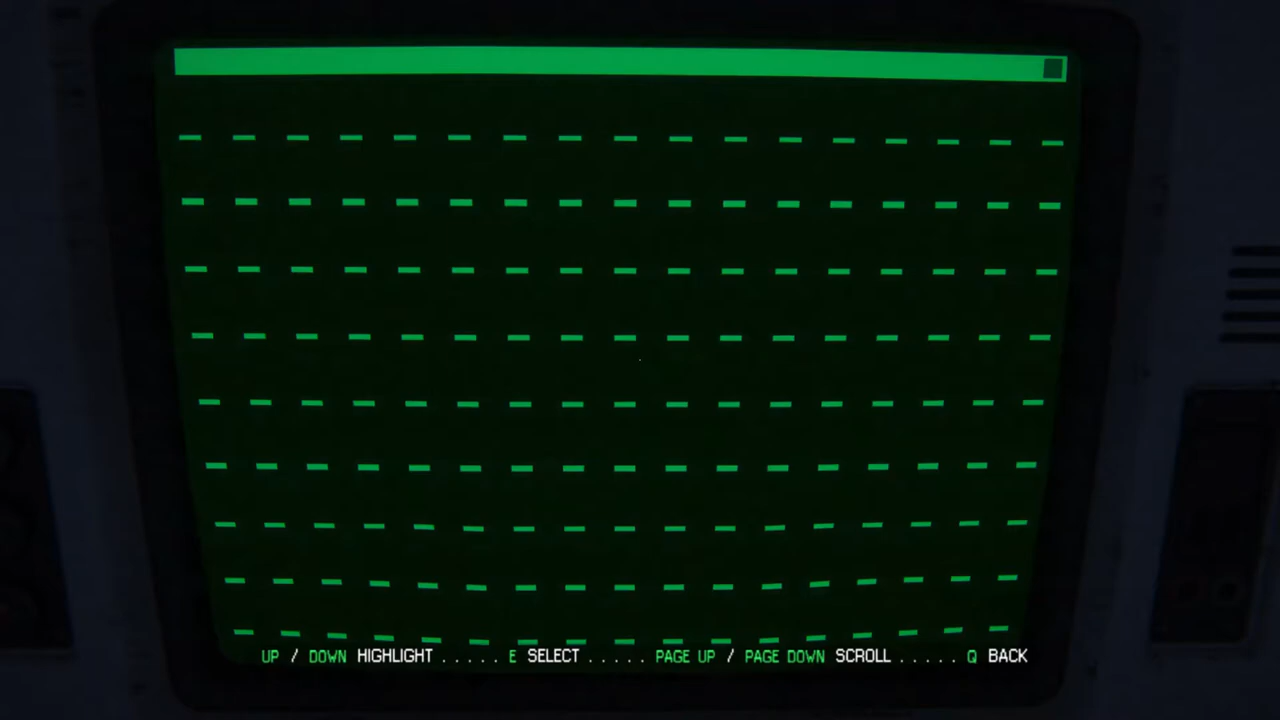 UP / DOWN HIGHLIGHT ..... E SELECT ..... PAGE UP / PAGE DOWN SCROLL ..... Q BACK